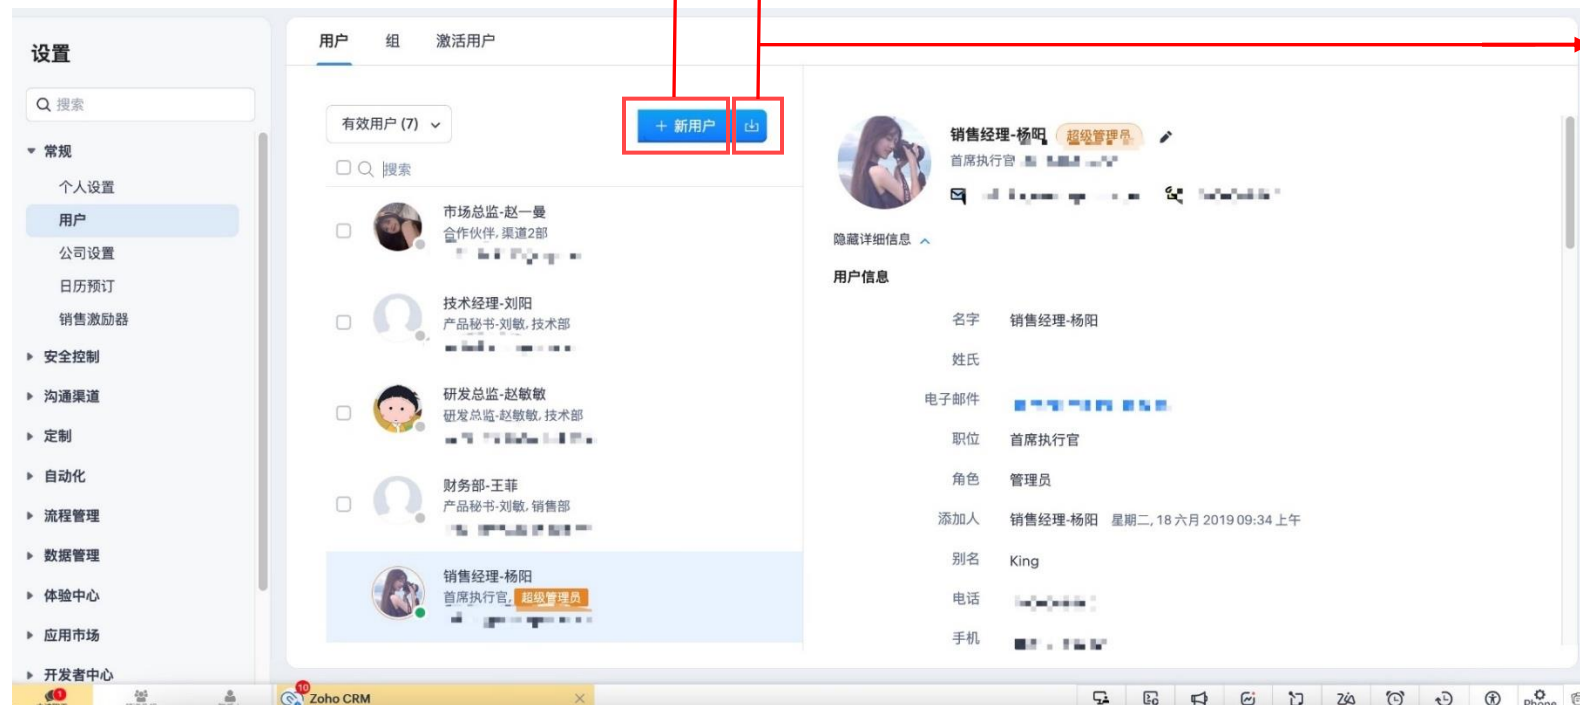 设置
搜索
常规
个人设置
用户
公司设置
日历预订
销售激励器
安全控制
沟通渠道
定制
自动化
流程管理
数据管理
体验中心
应用市场
开发者中心
用户 组 激活用户
有效用户 (7)
+ 新用户
搜索
市场总监-赵一曼
合作伙伴, 渠道2部
技术经理-刘阳
产品秘书-刘敏, 技术部
研发总监-赵敏敏
研发总监-赵敏敏, 技术部
财务部-王菲
产品秘书-刘敏, 销售部
销售经理-杨阳
首席执行官, 超级管理员
销售经理-杨阳 超级管理员
首席执行官
隐藏详细信息
用户信息
名字 销售经理-杨阳
姓氏
电子邮件
职位 首席执行官
角色 管理员
添加人 销售经理-杨阳 星期二, 18 六月 2019 09:34 上午
别名 King
电话
手机
1
10
Zoho CRM
Phone